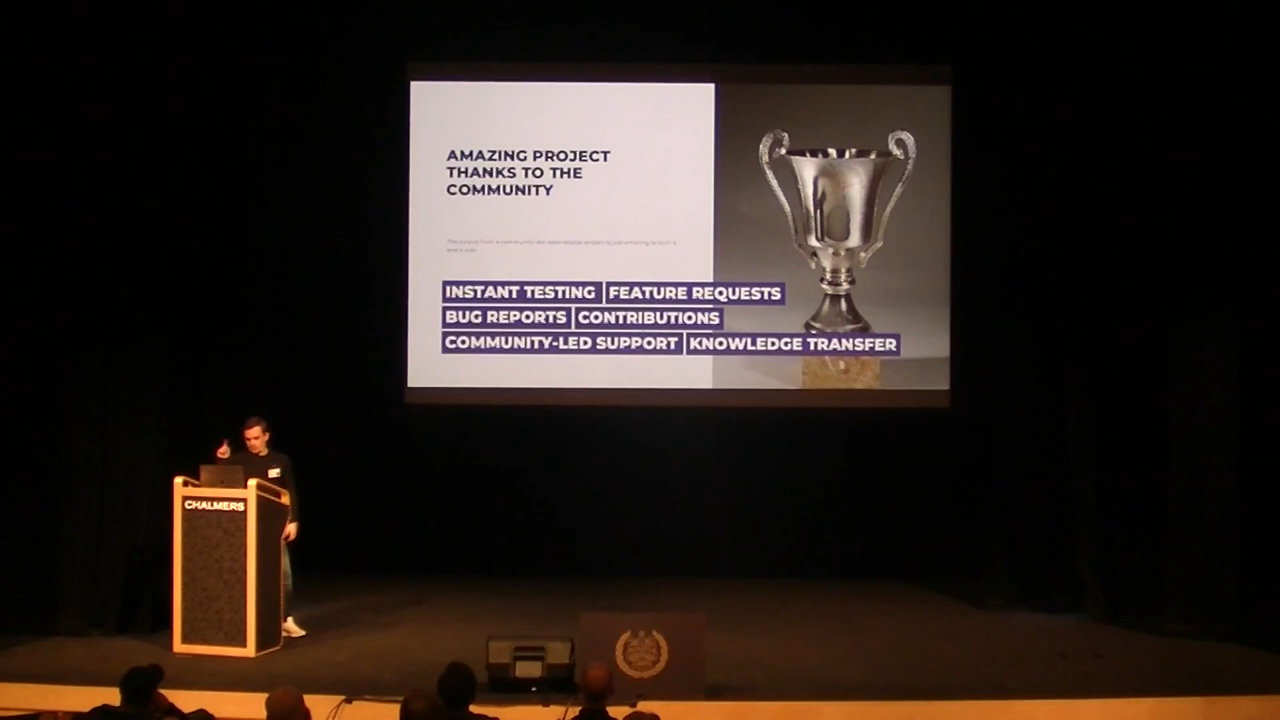 AMAZING PROJECT
THANKS TO THE
COMMUNITY
INSTANT TESTING FEATURE REQUESTS
BUG REPORTS CONTRIBUTIONS
COMMUNITY-LED SUPPORT KNOWLEDGE TRANSFER
CHALMERS